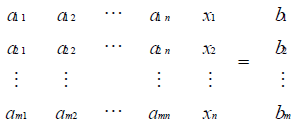 a₁₁ a₁₂ ⋯ a₁ₙ x₁ b₁
a₂₁ a₂₂ ⋯ a₂ₙ x₂ = b₂
⋮ ⋮ ⋮ ⋮ ⋮
aₘ₁ aₘ₂ ⋯ aₘₙ xₙ bₘ